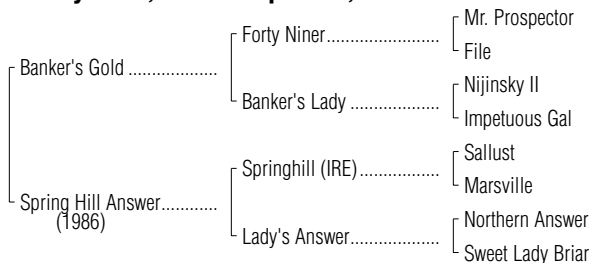 Mr. Prospector
Forty Niner........................
File
Banker's Gold ...................
Nijinsky II
Banker's Lady ...................
Impetuous Gal
Sallust
Springhill (IRE).................
Marsville
Spring Hill Answer............
(1986)
Northern Answer
Lady's Answer...................
Sweet Lady Briar